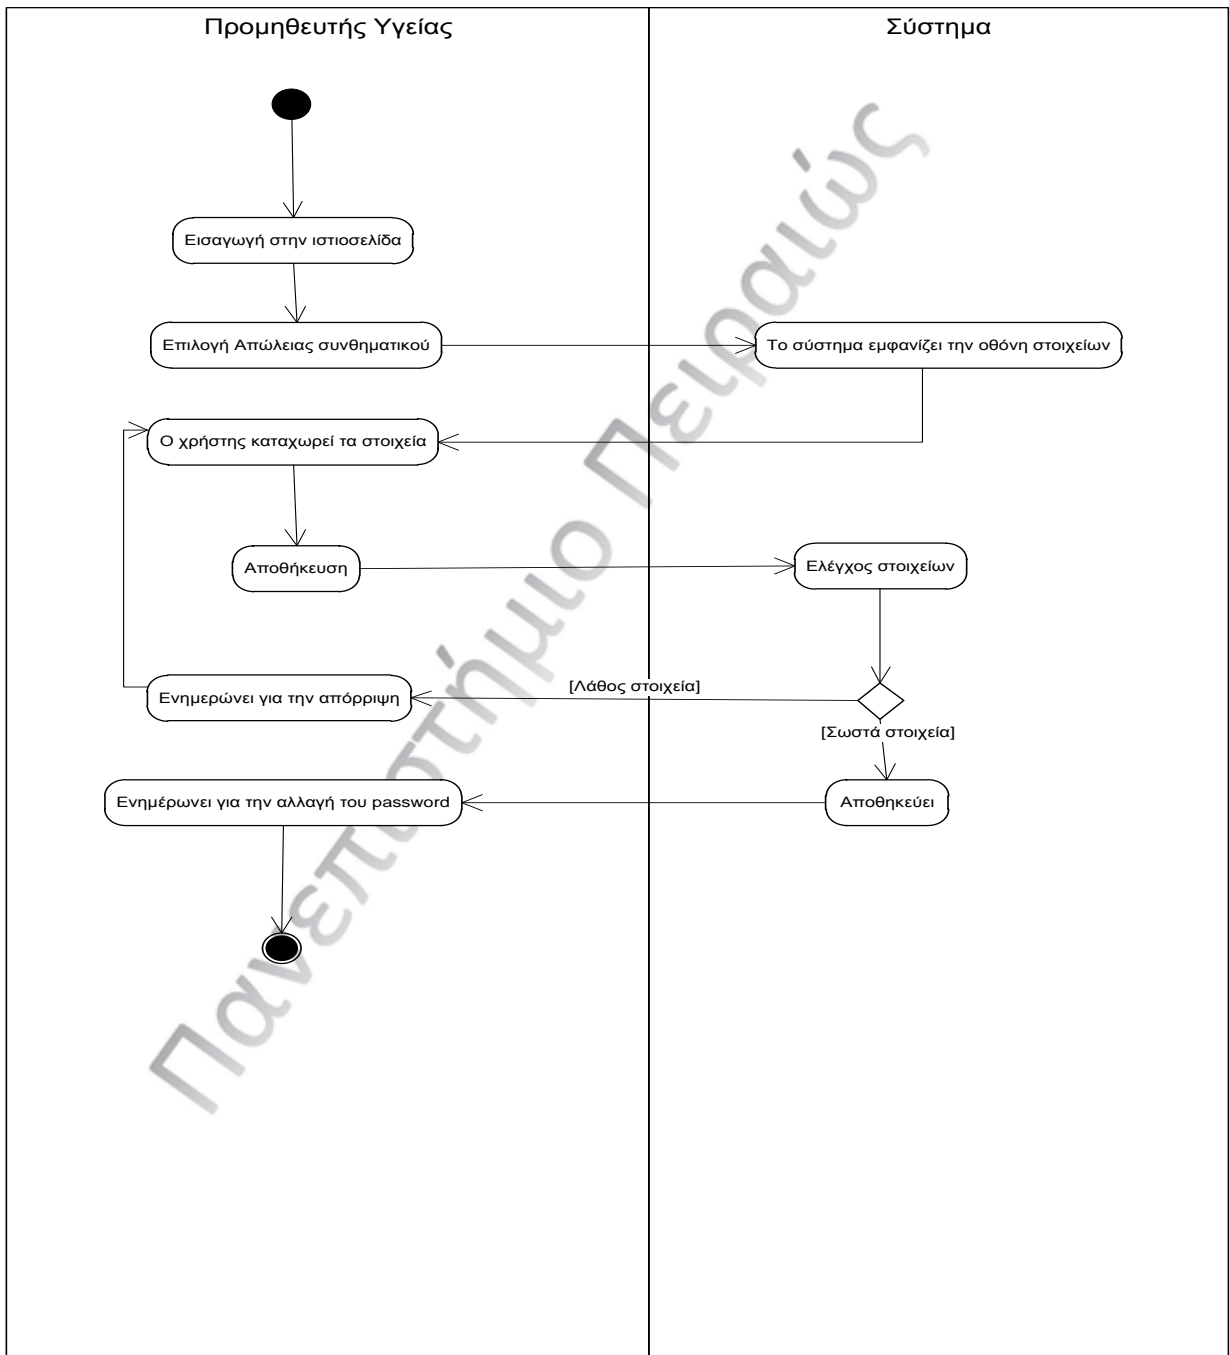 Προμηθευτής Υγείας
Σύστημα
Εισαγωγή στην ιστιοσελίδα
Επιλογή Απώλειας συνθηματικού
Το σύστημα εμφανίζει την οθόνη στοιχείων
Ο χρήστης καταχωρεί τα στοιχεία
Αποθήκευση
Ελέγχος στοιχείων
[Λάθος στοιχεία]
Ενημερώνει για την απόρριψη
[Σωστά στοιχεία]
Ενημέρωνει για την αλλαγή του password
Αποθηκεύει
Πανεπιστήμιο Πειραιώς